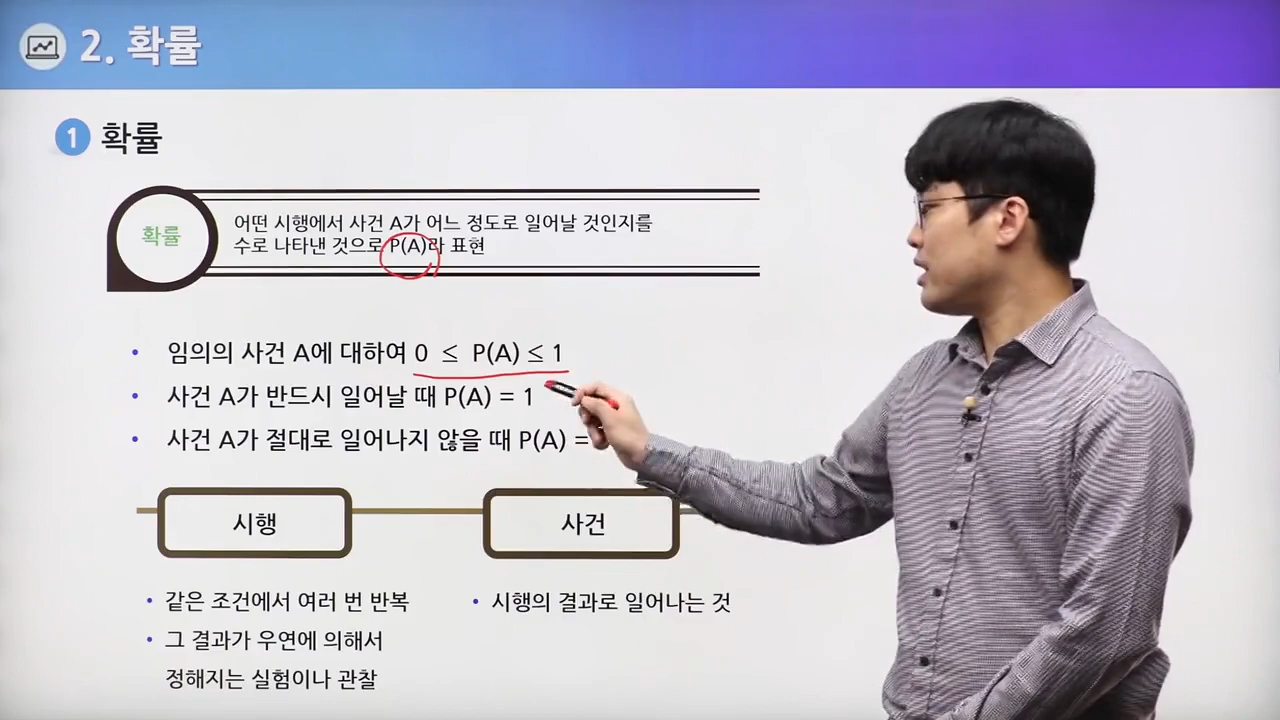 2. 확률
1 확률
확률
어떤 시행에서 사건 A가 어느 정도로 일어날 것인지를
수로 나타낸 것으로 P(A)라 표현
• 임의의 사건 A에 대하여 0 ≤ P(A) ≤ 1
• 사건 A가 반드시 일어날 때 P(A) = 1
• 사건 A가 절대로 일어나지 않을 때 P(A) =
시행
사건
• 같은 조건에서 여러 번 반복
• 그 결과가 우연에 의해서
정해지는 실험이나 관찰
• 시행의 결과로 일어나는 것